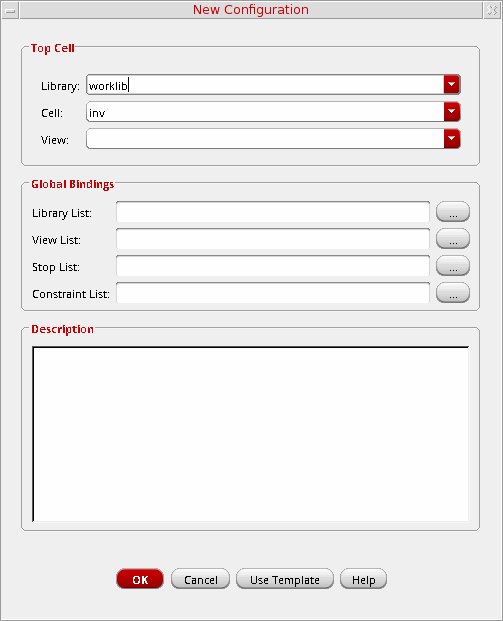 New Configuration
Top Cell
Library: worklib
Cell: inv
View:
Global Bindings
Library List: ...
View List: ...
Stop List: ...
Constraint List: ...
Description
OK Cancel Use Template Help